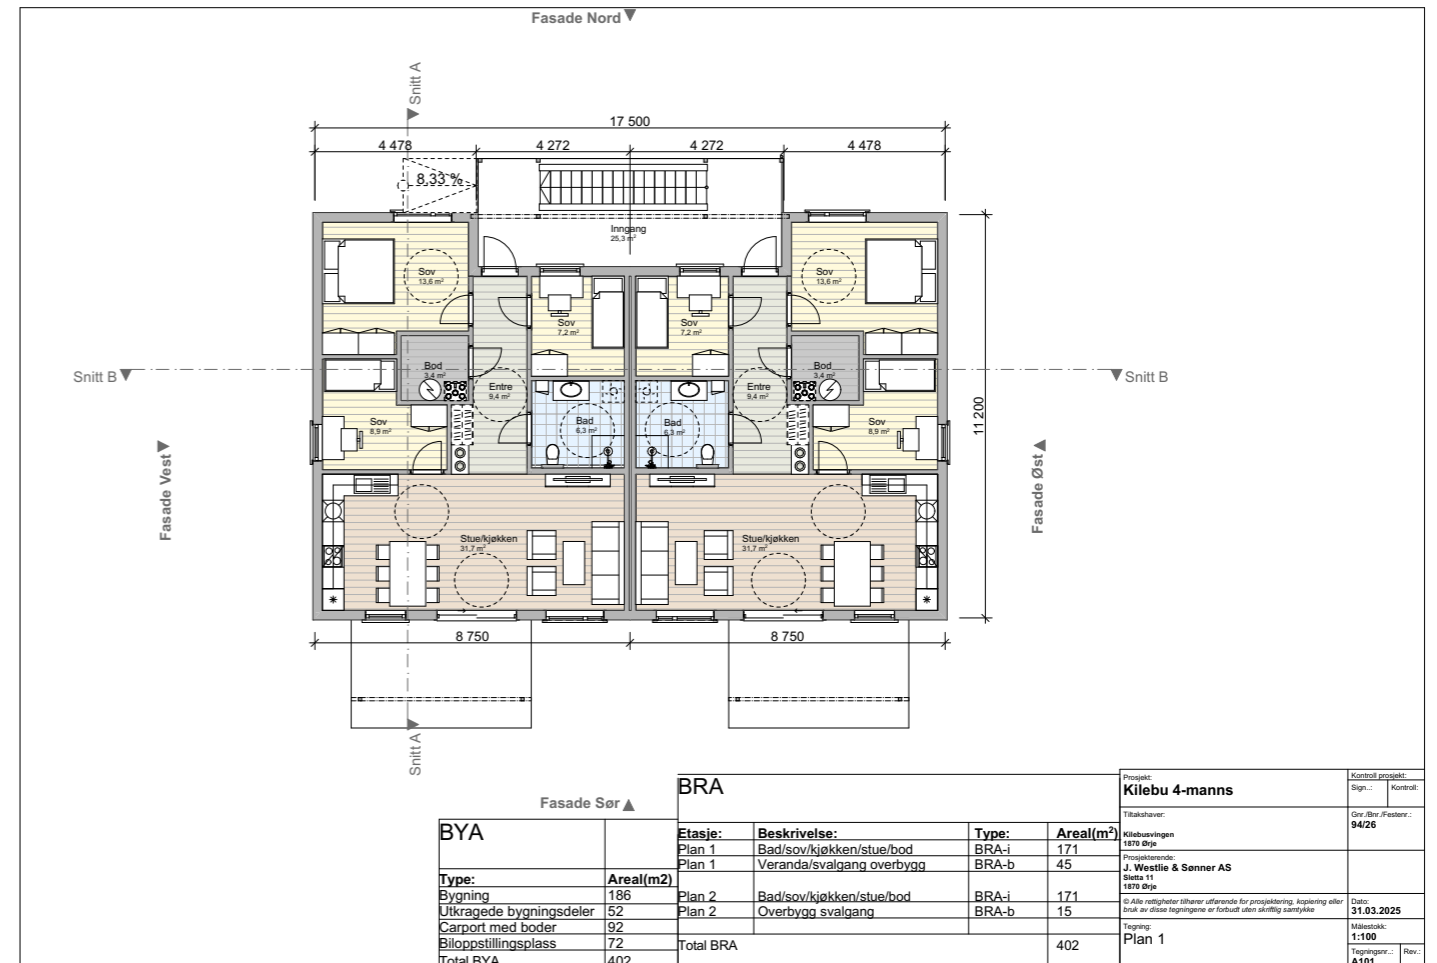 Fasade Nord
Snitt A
17 500
4 478
4 272
4 272
4 478
8.33 %
Inngang
25,3 m²
Sov
13,6 m²
Sov
13,6 m²
Sov
7,2 m²
Sov
7,2 m²
Bod
3,4 m²
Bod
3,4 m²
Snitt B
Snitt B
Entre
9,4 m²
Entre
9,4 m²
11 200
Sov
8,9 m²
Bad
6,3 m²
Bad
6,3 m²
Sov
8,9 m²
Fasade Vest
Fasade Øst
Stue/kjøkken
31,7 m²
Stue/kjøkken
31,7 m²
8 750
8 750
Snitt A
Fasade Sør
BYA
Type: Areal(m2)
Bygning 186
Utkragede bygningsdeler 52
Carport med boder 92
Biloppstillingsplass 72
Total BYA 402
BRA
Etasje: Beskrivelse: Type: Areal(m²)
Plan 1 Bad/sov/kjøkken/stue/bod BRA-i 171
Plan 1 Veranda/svalgang overbygg BRA-b 45
Plan 2 Bad/sov/kjøkken/stue/bod BRA-i 171
Plan 2 Overbygg svalgang BRA-b 15
Total BRA 402
Prosjekt:
Kilebu 4-manns
Kontroll prosjekt:
Sign..: Kontroll:
Tiltakshaver:
Kilebusvingen
1870 Ørje
Gnr./Bnr./Festenr.:
94/26
Prosjekterende:
J. Westlie & Sønner AS
Sletta 11
1870 Ørje
© Alle rettigheter tilhører utførende for prosjektering, kopiering eller
bruk av disse tegningene er forbudt uten skriftlig samtykke
Dato:
31.03.2025
Tegning:
Plan 1
Målestokk:
1:100
Tegningsnr..: Rev.:
A101